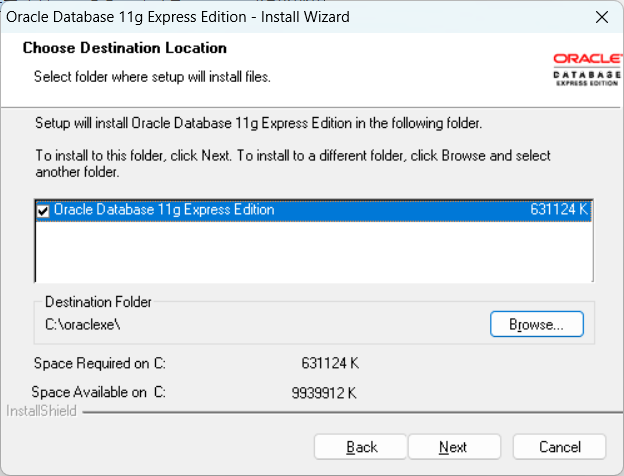 Oracle Database 11g Express Edition - Install Wizard
Choose Destination Location
Select folder where setup will install files.
ORACLE
DATABASE
EXPRESS EDITION
Setup will install Oracle Database 11g Express Edition in the following folder.
To install to this folder, click Next. To install to a different folder, click Browse and select
another folder.
Oracle Database 11g Express Edition 631124 K
Destination Folder
C:\oraclexe\
Browse...
Space Required on C: 631124 K
Space Available on C: 9939912 K
InstallShield
Back Next Cancel